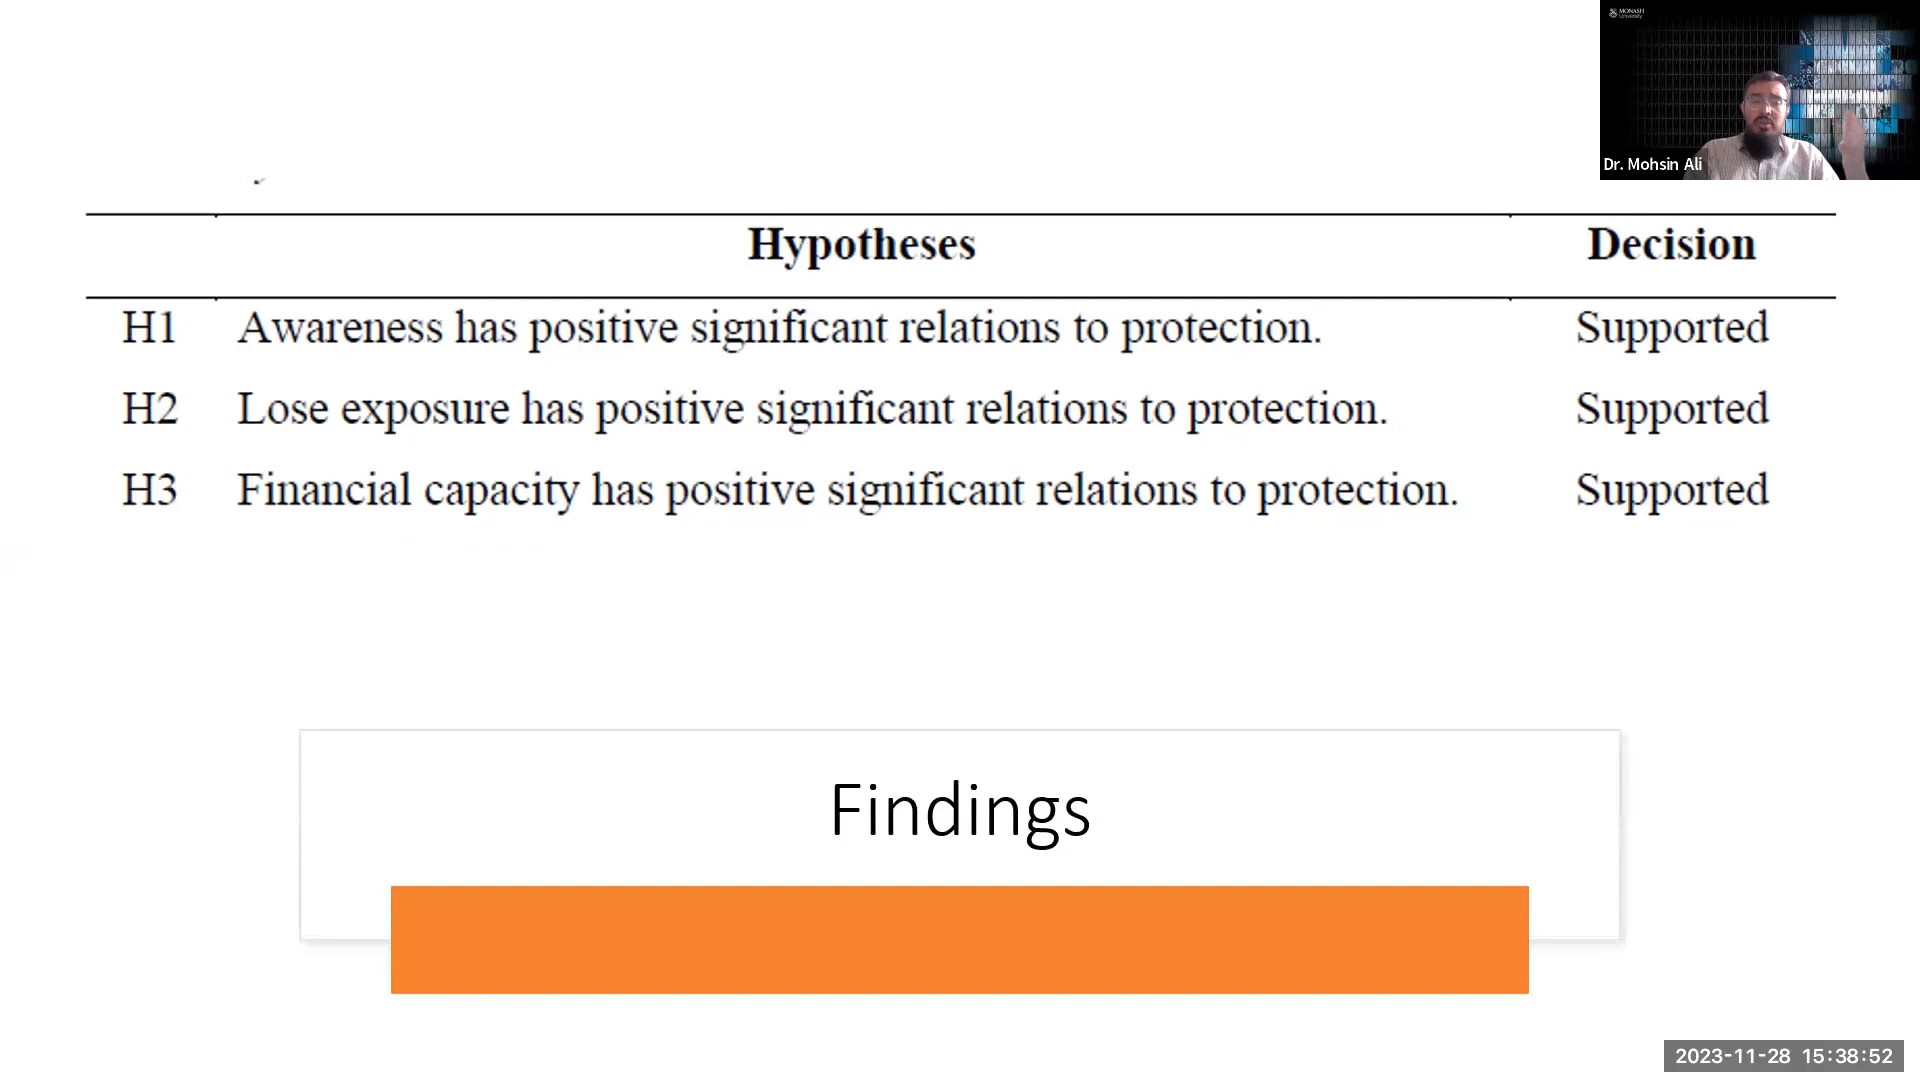 MONASH
University
Dr. Mohsin Ali
Hypotheses Decision
H1 Awareness has positive significant relations to protection. Supported
H2 Lose exposure has positive significant relations to protection. Supported
H3 Financial capacity has positive significant relations to protection. Supported
Findings
2023-11-28 15:38:52